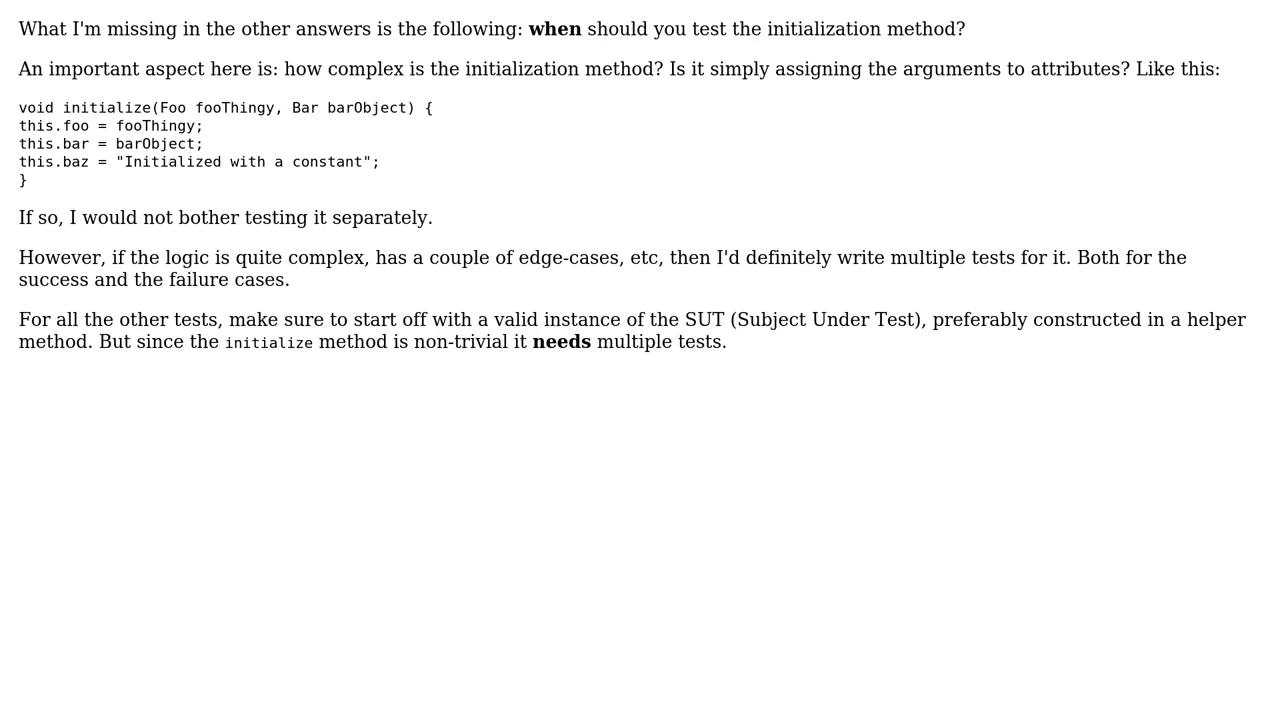 What I'm missing in the other answers is the following: when should you test the initialization method?
An important aspect here is: how complex is the initialization method? Is it simply assigning the arguments to attributes? Like this:
void initialize(Foo fooThingy, Bar barObject) {
this.foo = fooThingy;
this.bar = barObject;
this.baz = "Initialized with a constant";
}
If so, I would not bother testing it separately.
However, if the logic is quite complex, has a couple of edge-cases, etc, then I'd definitely write multiple tests for it. Both for the
success and the failure cases.
For all the other tests, make sure to start off with a valid instance of the SUT (Subject Under Test), preferably constructed in a helper
method. But since the initialize method is non-trivial it needs multiple tests.